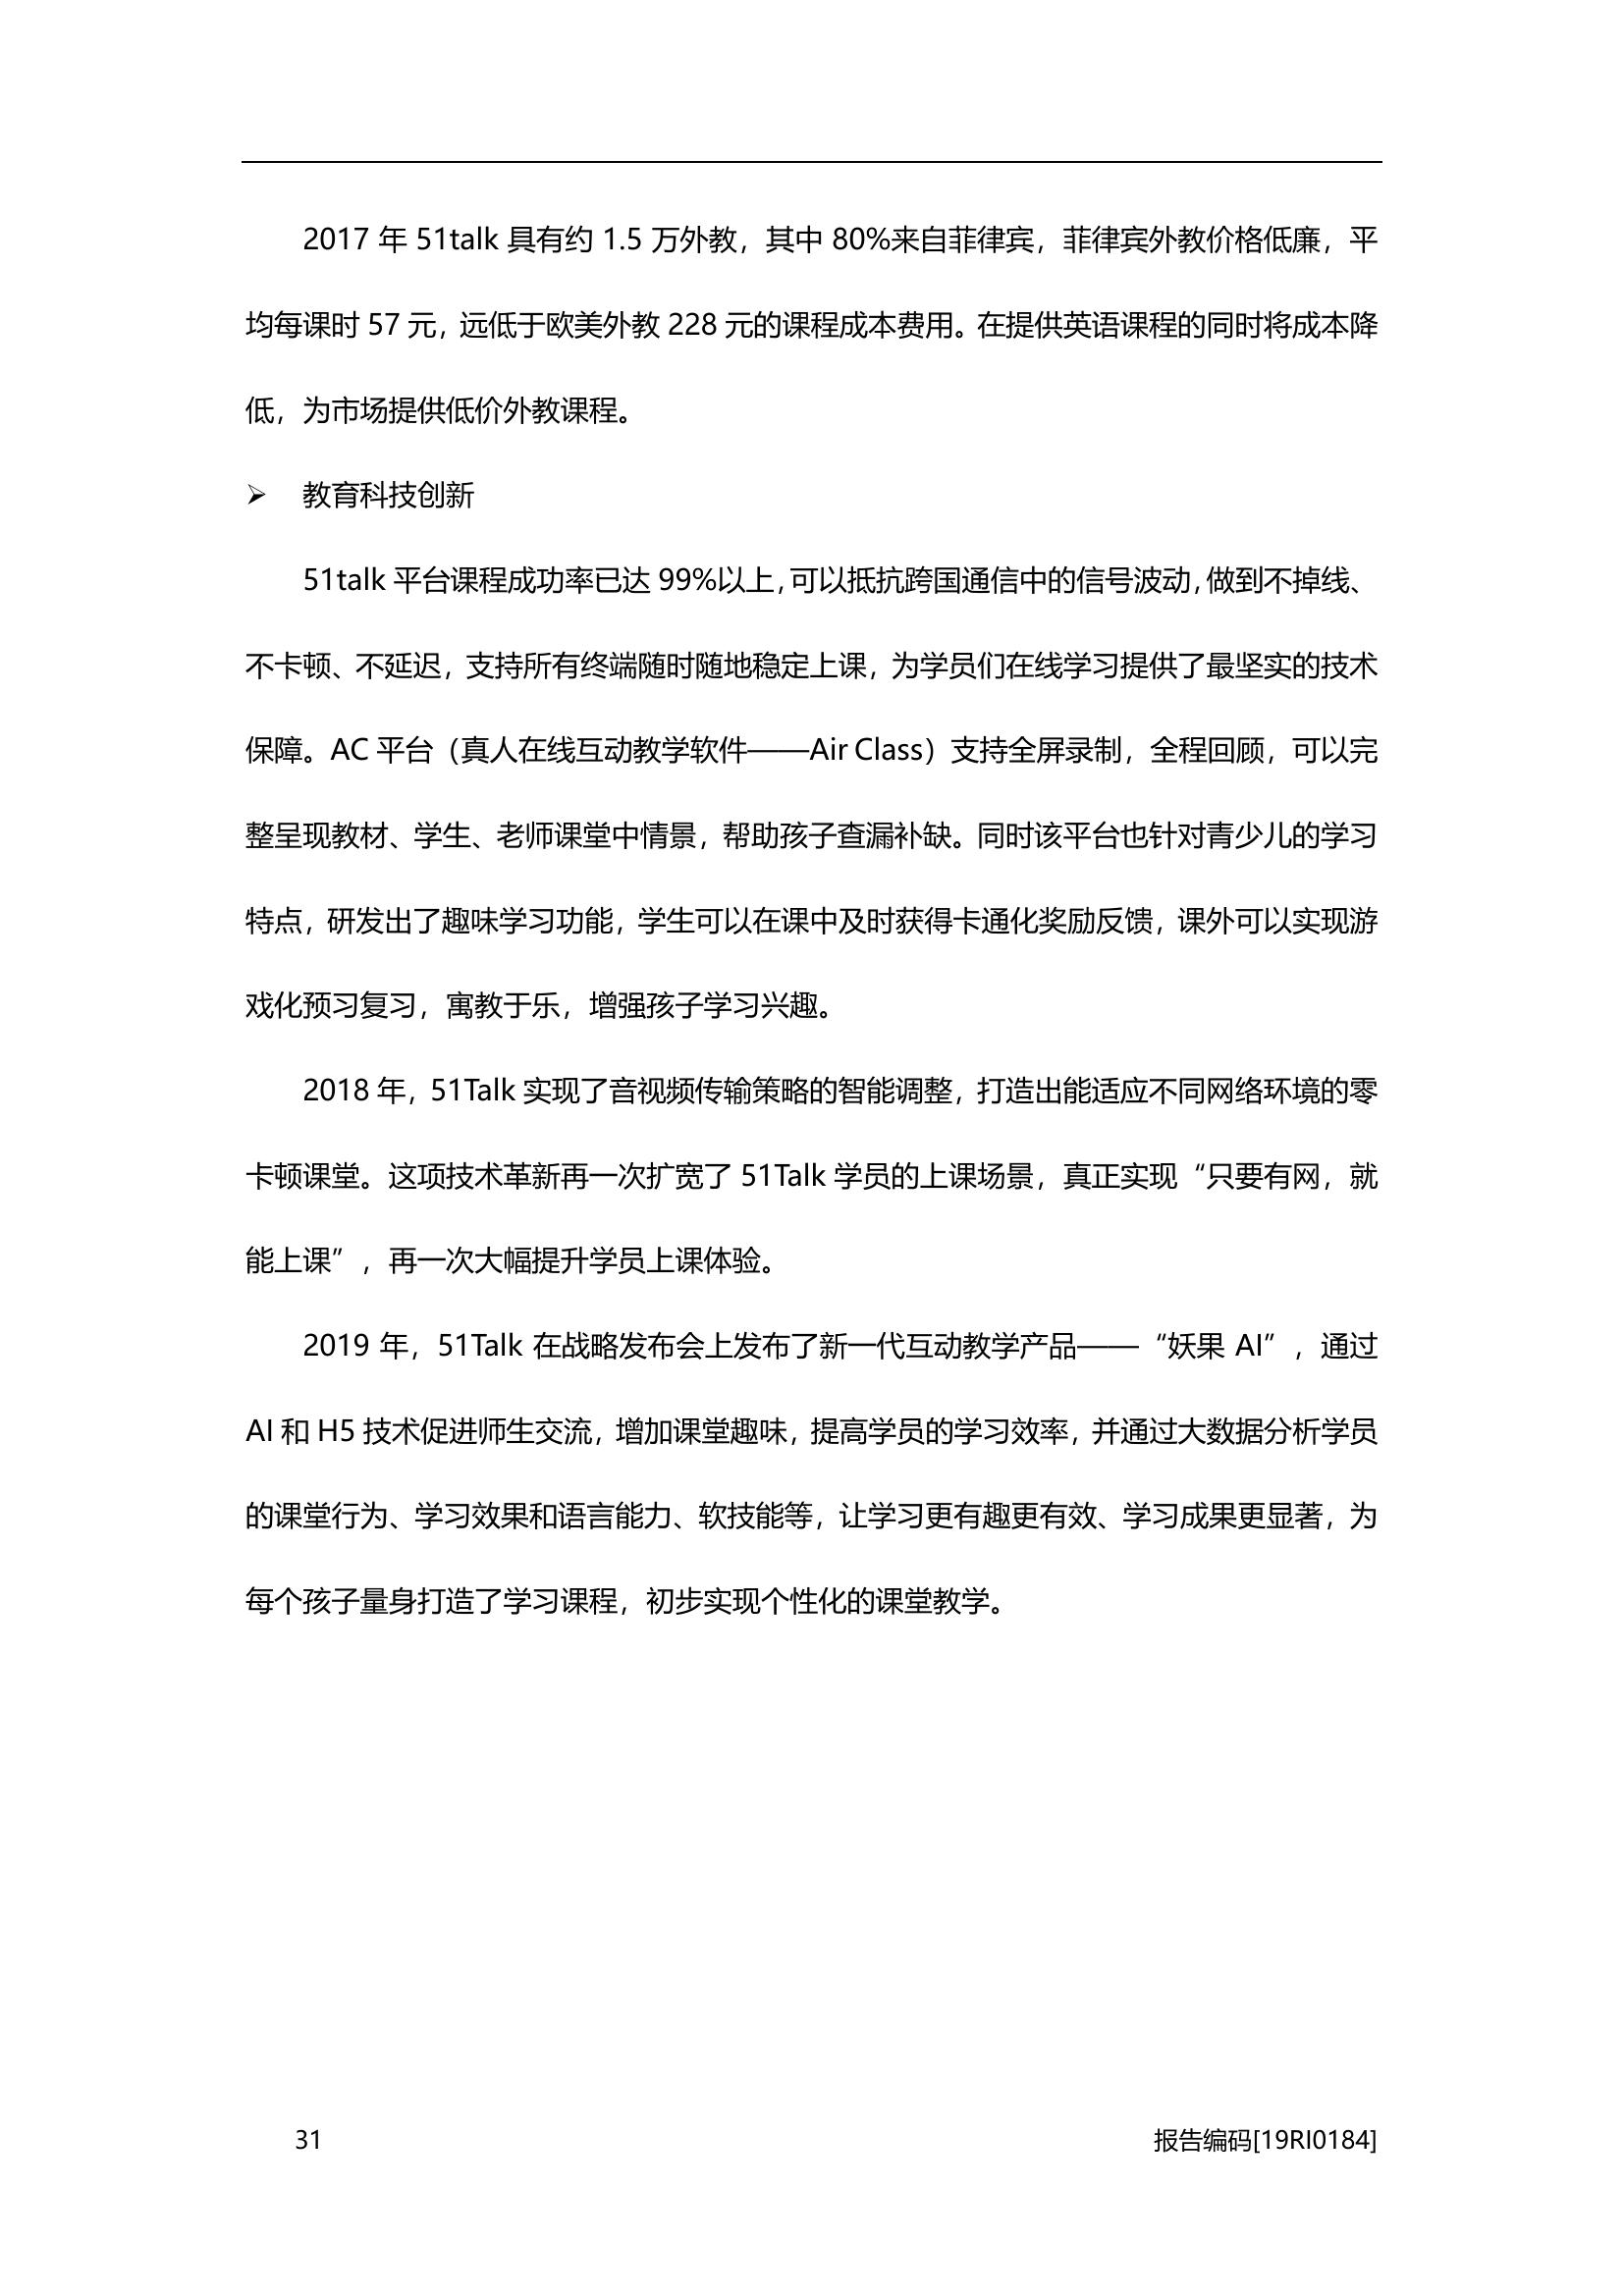 2017 年 51talk 具有约 1.5 万外教，其中 80%来自菲律宾，菲律宾外教价格低廉，平
均每课时 57 元，远低于欧美外教 228 元的课程成本费用。在提供英语课程的同时将成本降
低，为市场提供低价外教课程。
➢ 教育科技创新
51talk 平台课程成功率已达 99%以上，可以抵抗跨国通信中的信号波动，做到不掉线、
不卡顿、不延迟，支持所有终端随时随地稳定上课，为学员们在线学习提供了最坚实的技术
保障。AC 平台（真人在线互动教学软件——Air Class）支持全屏录制，全程回顾，可以完
整呈现教材、学生、老师课堂中情景，帮助孩子查漏补缺。同时该平台也针对青少儿的学习
特点，研发出了趣味学习功能，学生可以在课中及时获得卡通化奖励反馈，课外可以实现游
戏化预习复习，寓教于乐，增强孩子学习兴趣。
2018 年，51Talk 实现了音视频传输策略的智能调整，打造出能适应不同网络环境的零
卡顿课堂。这项技术革新再一次扩宽了 51Talk 学员的上课场景，真正实现“只要有网，就
能上课”，再一次大幅提升学员上课体验。
2019 年，51Talk 在战略发布会上发布了新一代互动教学产品——“妖果 AI”，通过
AI 和 H5 技术促进师生交流，增加课堂趣味，提高学员的学习效率，并通过大数据分析学员
的课堂行为、学习效果和语言能力、软技能等，让学习更有趣更有效、学习成果更显著，为
每个孩子量身打造了学习课程，初步实现个性化的课堂教学。
31 报告编码[19RI0184]